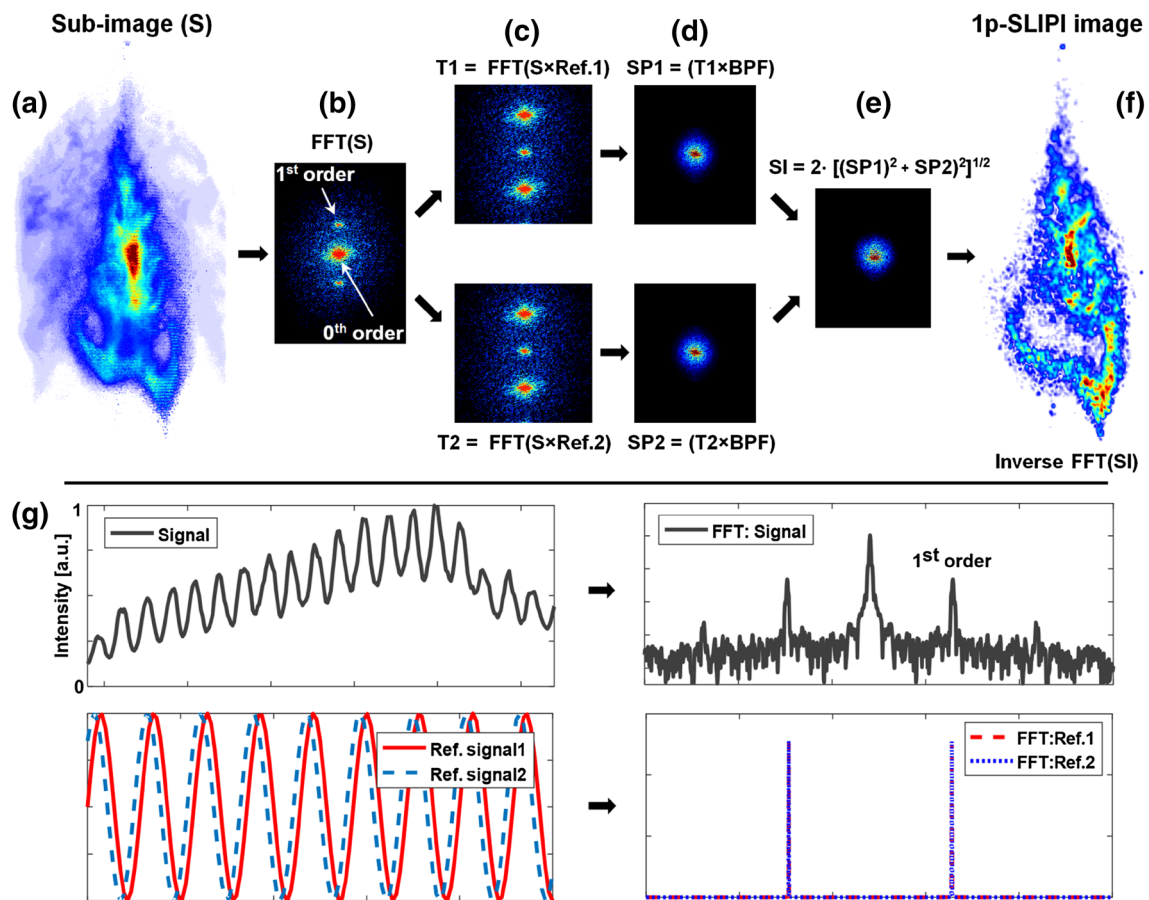 Sub-image (S)
(c)
(d)
1p-SLIPI image
T1 = FFT(S×Ref.1)
SP1 = (T1×BPF)
(a)
(b)
(e)
(f)
FFT(S)
1st order
0th order
SI = 2· [(SP1)² + SP2)²]¹/²
T2 = FFT(S×Ref.2)
SP2 = (T2×BPF)
Inverse FFT(SI)
(g)
1
Signal
Intensity [a.u.]
0
FFT: Signal
1st order
Ref. signal1
Ref. signal2
FFT:Ref.1
FFT:Ref.2